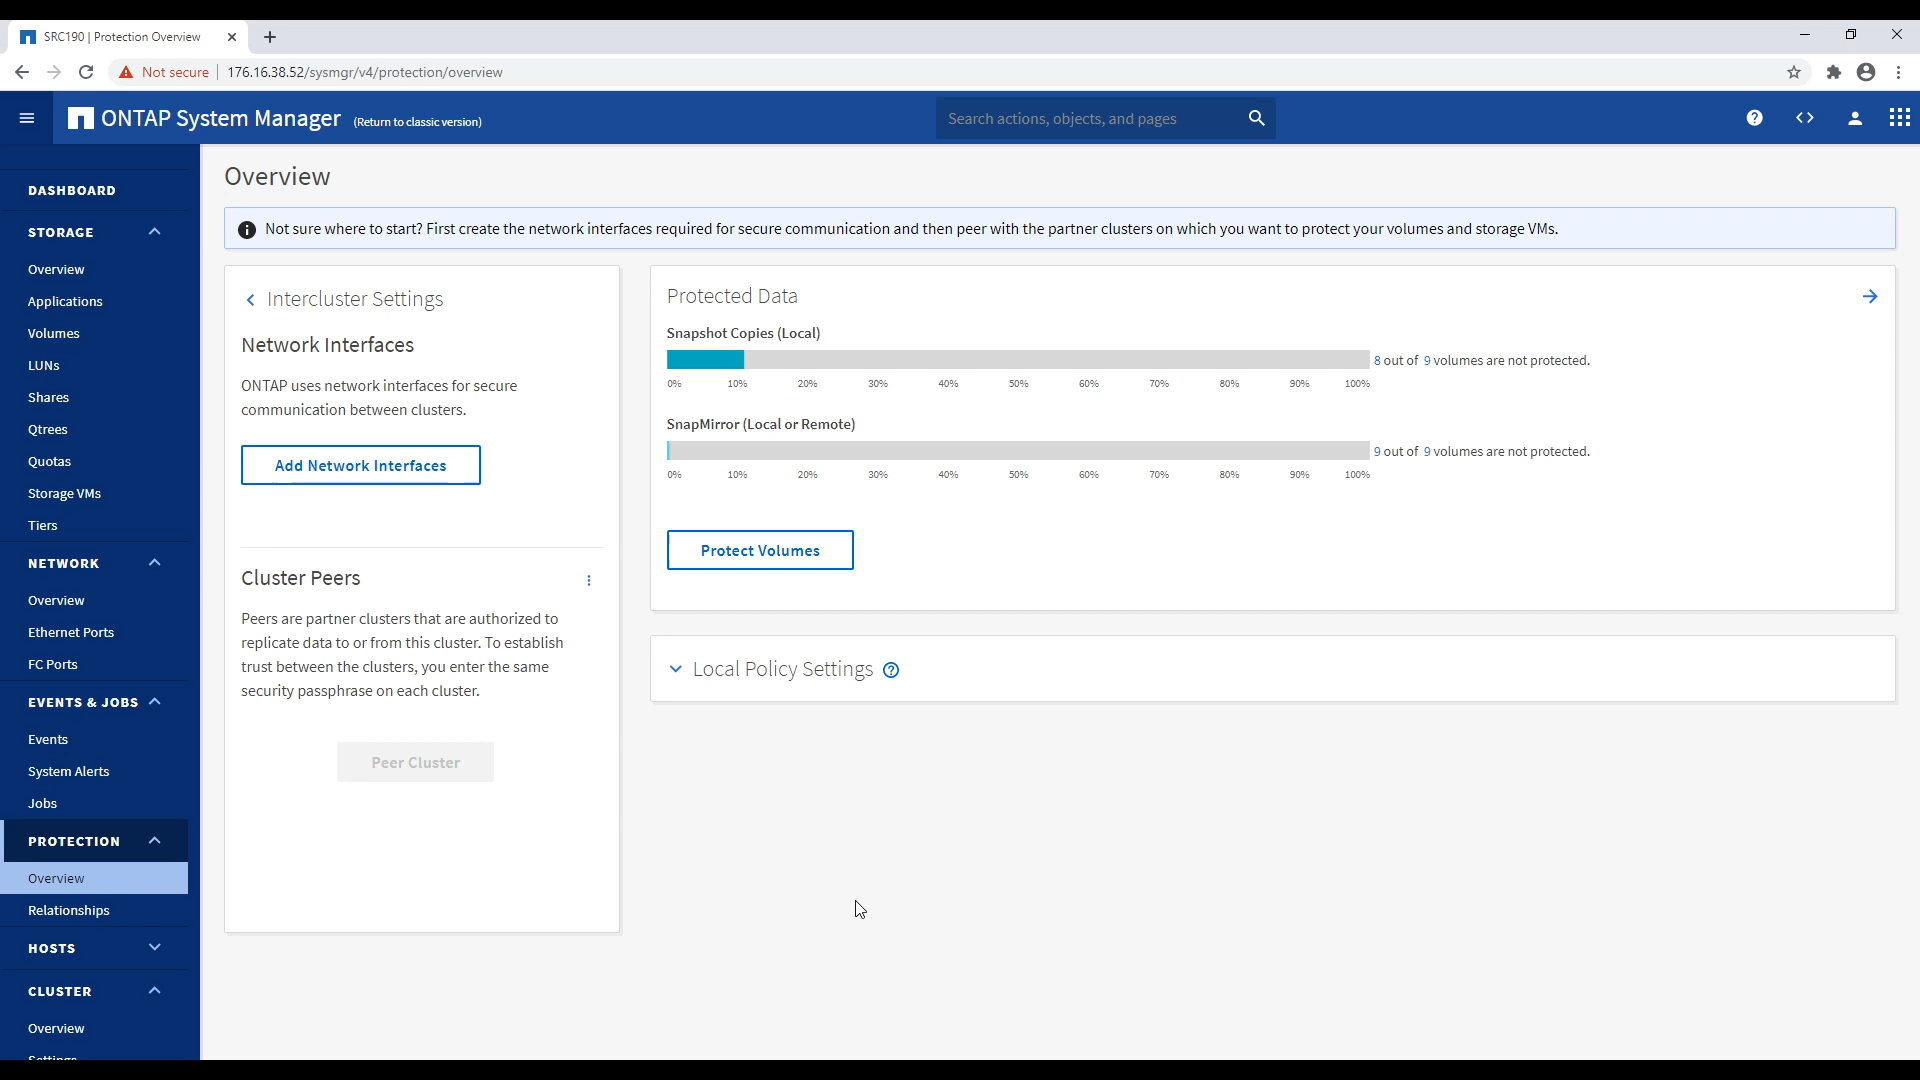 SRC190 | Protection Overview
Not secure
176.16.38.52/sysmgr/v4/protection/overview
ONTAP System Manager (Return to classic version)
Search actions, objects, and pages
DASHBOARD
STORAGE
Overview
Applications
Volumes
LUNs
Shares
Qtrees
Quotas
Storage VMs
Tiers
NETWORK
Overview
Ethernet Ports
FC Ports
EVENTS & JOBS
Events
System Alerts
Jobs
PROTECTION
Overview
Relationships
HOSTS
CLUSTER
Overview
Settings
Overview
Not sure where to start? First create the network interfaces required for secure communication and then peer with the partner clusters on which you want to protect your volumes and storage VMs.
Intercluster Settings
Network Interfaces
ONTAP uses network interfaces for secure
communication between clusters.
Add Network Interfaces
Cluster Peers
Peers are partner clusters that are authorized to
replicate data to or from this cluster. To establish
trust between the clusters, you enter the same
security passphrase on each cluster.
Peer Cluster
Protected Data
Snapshot Copies (Local)
8 out of 9 volumes are not protected.
0% 10% 20% 30% 40% 50% 60% 70% 80% 90% 100%
SnapMirror (Local or Remote)
9 out of 9 volumes are not protected.
0% 10% 20% 30% 40% 50% 60% 70% 80% 90% 100%
Protect Volumes
Local Policy Settings